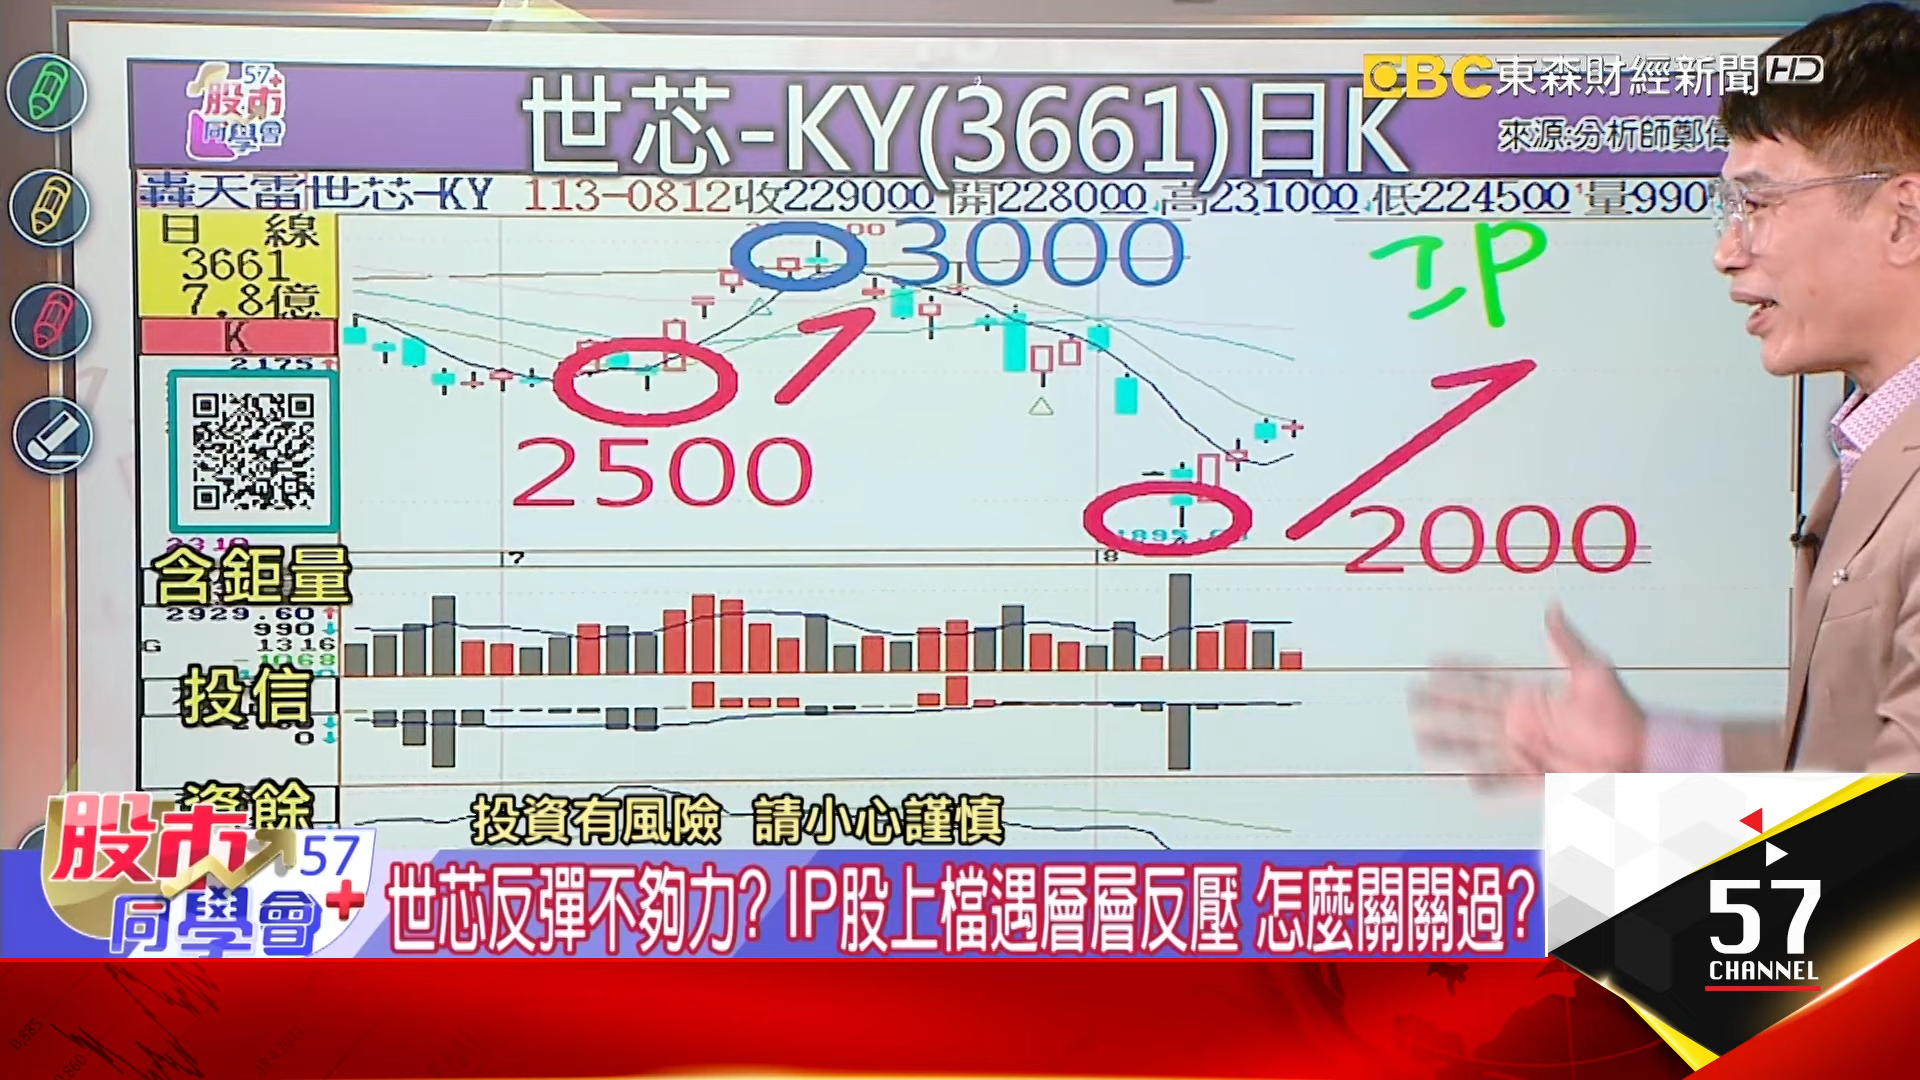 57
股市
同學會
世芯-KY(3661)日K
EBC東森財經新聞HD
來源:分析師鄭
轟天雷世芯-KY 113-0812收229000 開228000 高231000 低224500 量990
日 線
3661
7.8億
K
2175
3000
IP
2500
1895
2000
7
8
含鉅量
2929.60
990
G 1316
-1068
投信
0
資餘
投資有風險 請小心謹慎
股市57
同學會+
世芯反彈不夠力? IP股上檔遇層層反壓 怎麼關關過?
57
CHANNEL